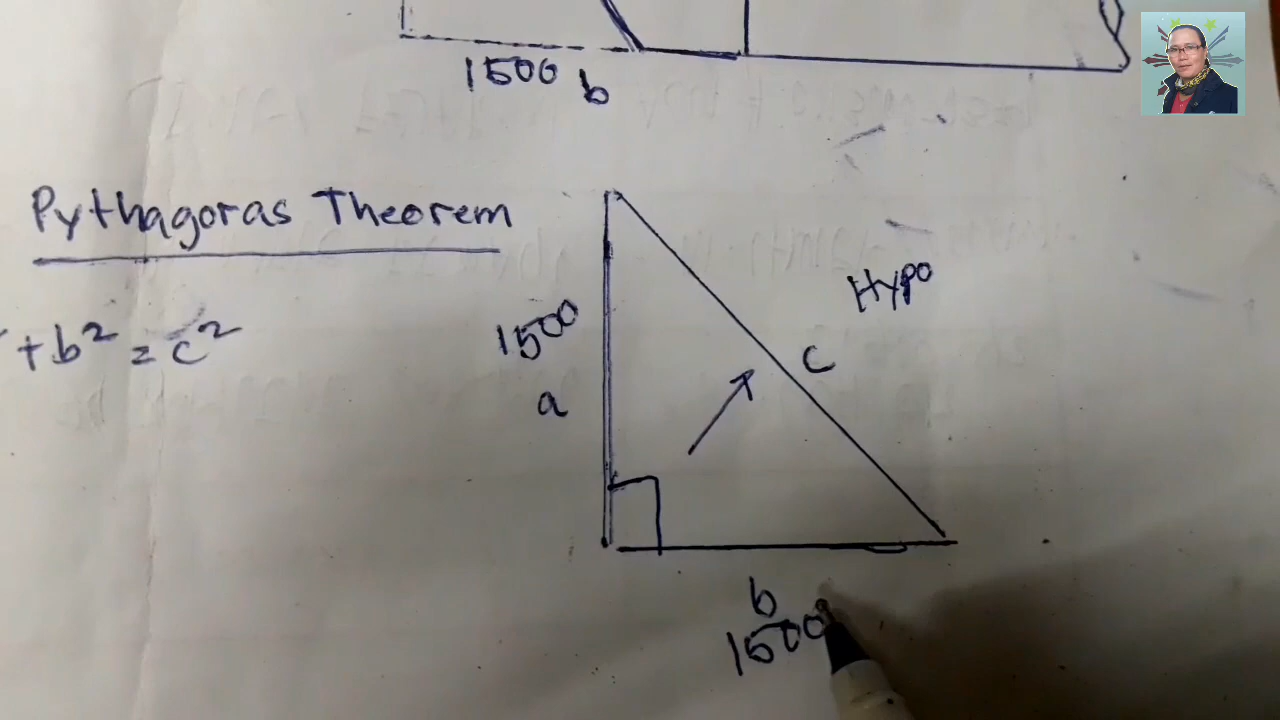 1500 b
Pythagoras Theorem
+ b² = c²
1500
a
Hypo
c
b
1500